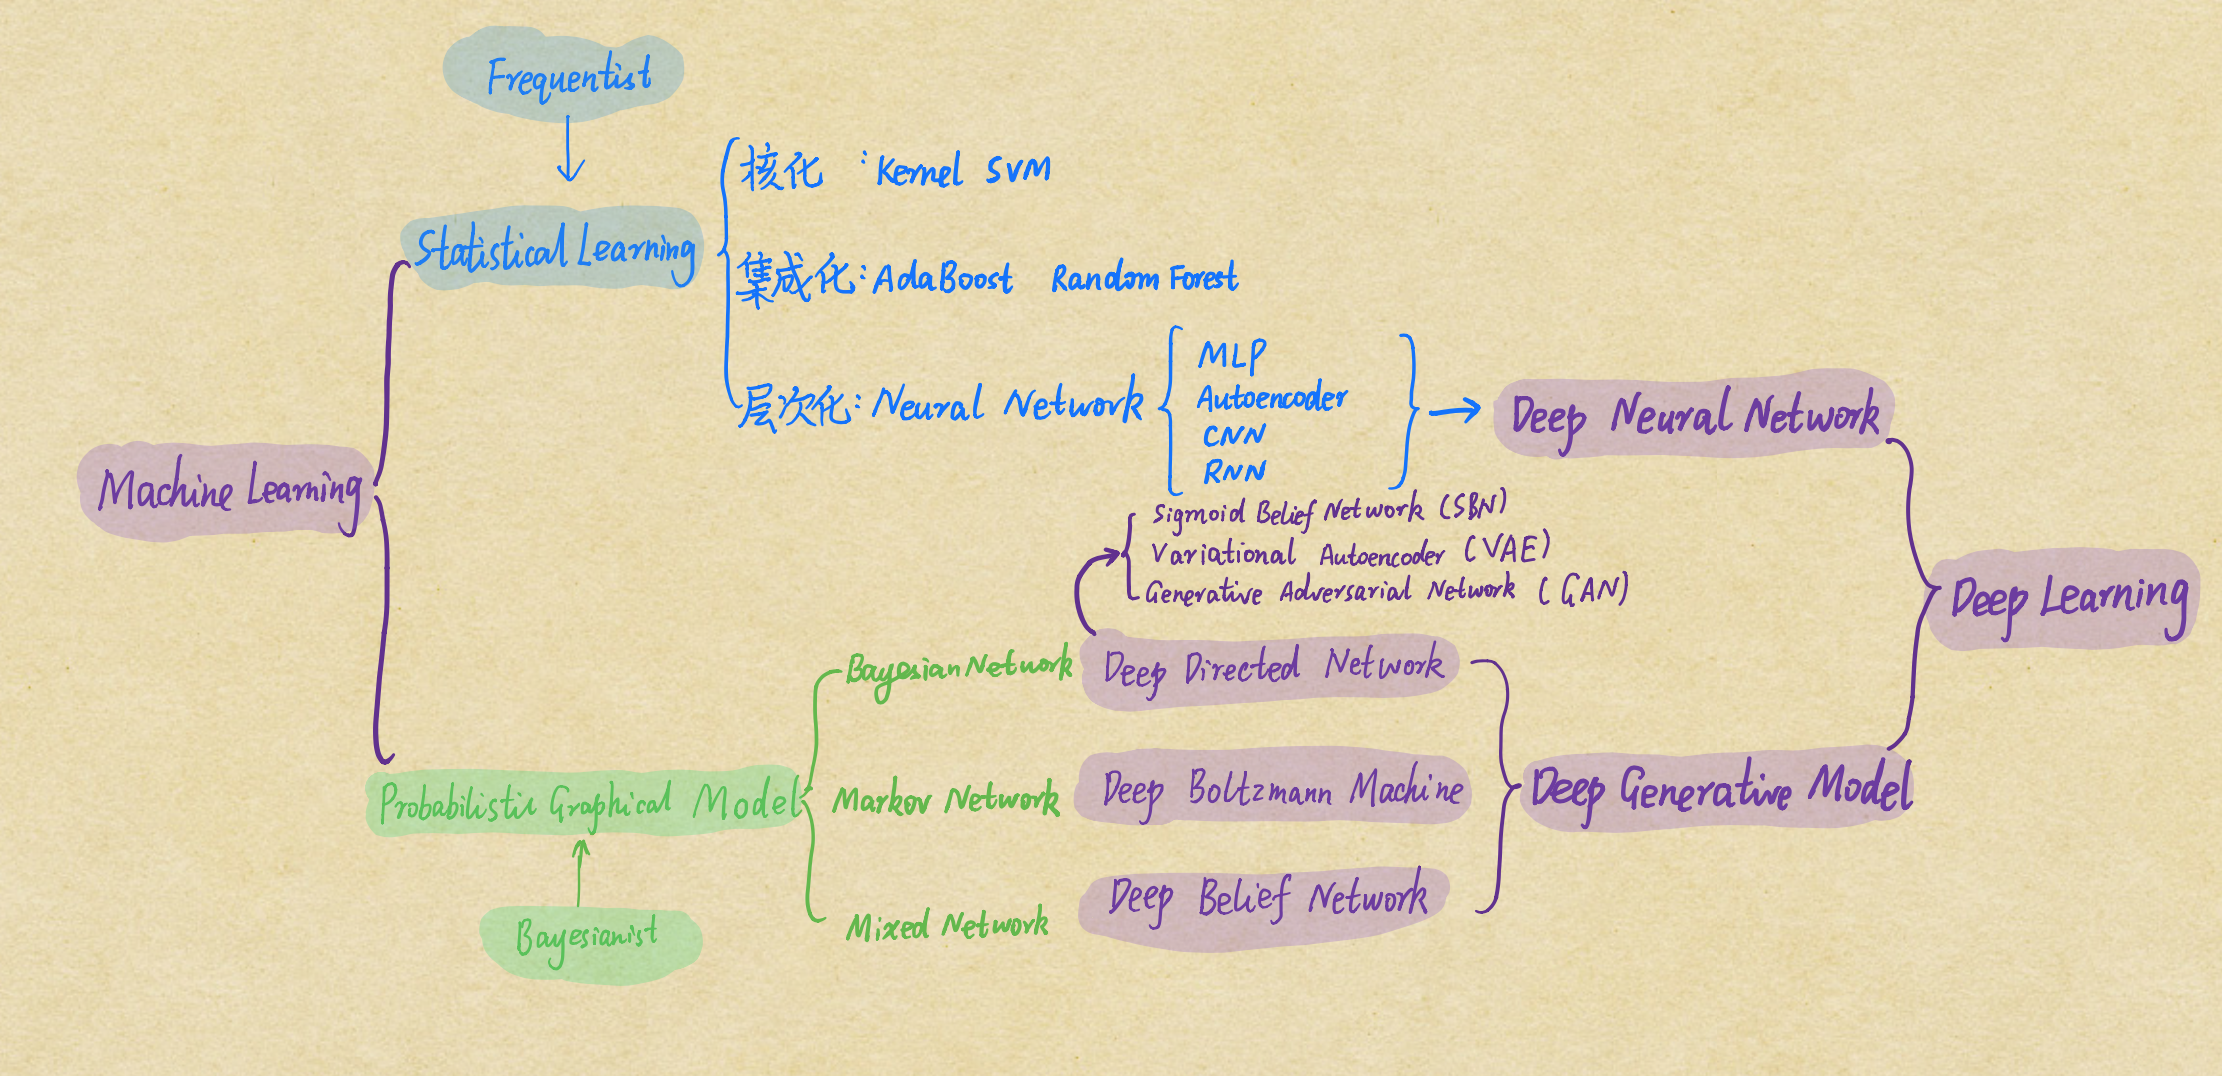 Frequentist
核化 : Kernel SVM
Statistical Learning
集成化: AdaBoost Random Forest
MLP
Autoencoder
层次化: Neural Network
CNN
RNN
Deep Neural Network
Machine Learning
Sigmoid Belief Network (SBN)
Variational Autoencoder (VAE)
Generative Adversarial Network (GAN)
Deep Learning
Bayesian Network Deep Directed Network
Probabilistic Graphical Model
Markov Network Deep Boltzmann Machine
Deep Generative Model
Mixed Network Deep Belief Network
Bayesianist